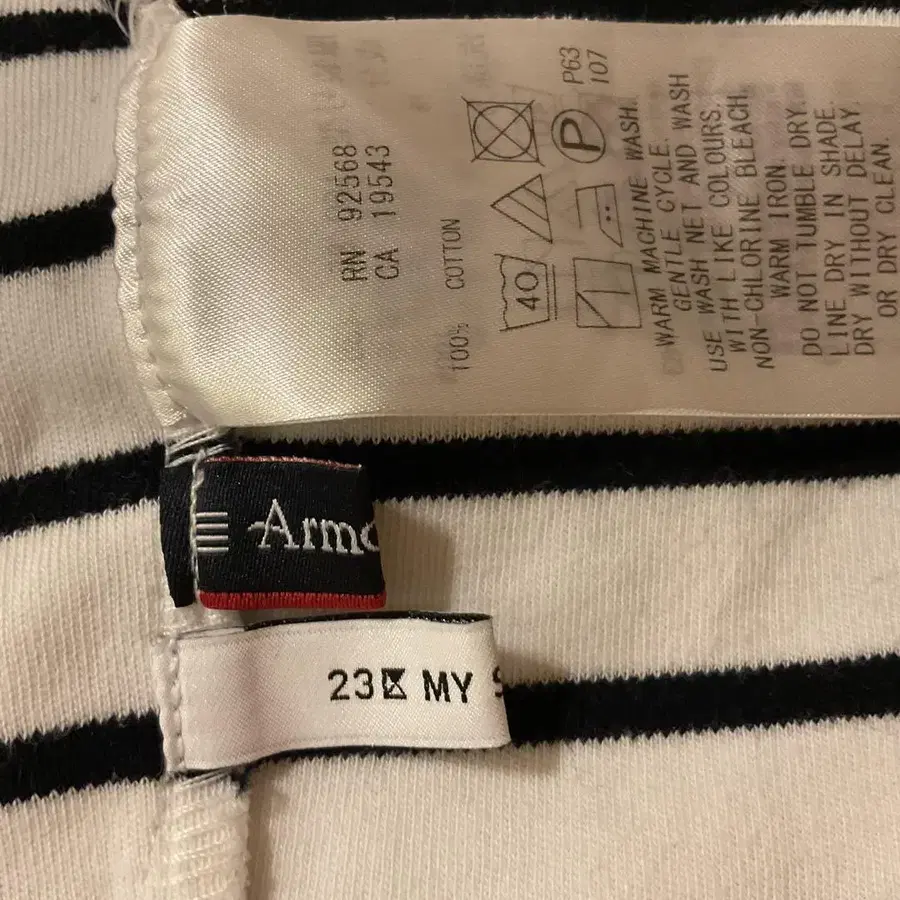 RN 92568
CA 19543
100% COTTON
40
P
P63
107
WARM MACHINE WASH.
GENTLE CYCLE.
USE WASH NET AND WASH
WITH LIKE COLOURS.
NON-CHLORINE BLEACH.
WARM IRON.
DO NOT TUMBLE DRY.
LINE DRY IN SHADE.
DRY WITHOUT DELAY
OR DRY CLEAN.
Armo
23 MY